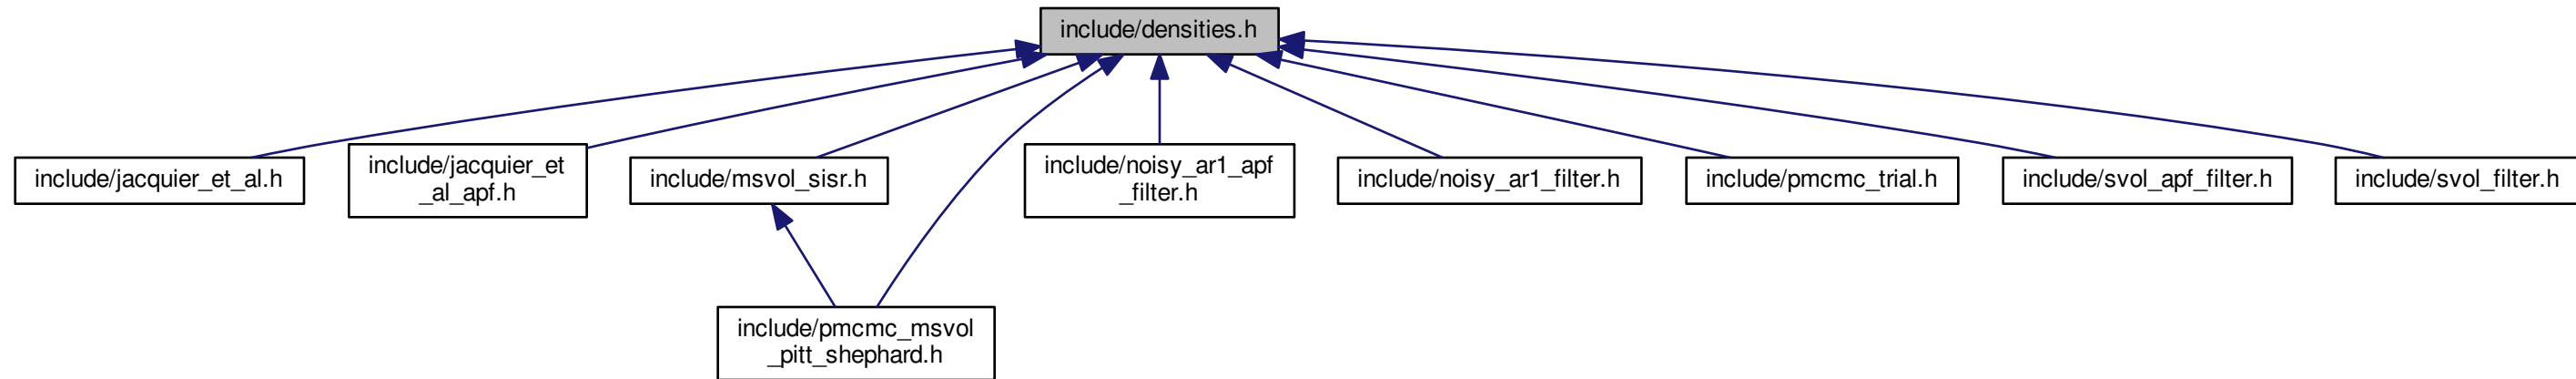 include/densities.h
include/jacquier_et_al.h
include/jacquier_et
_al_apf.h
include/msvol_sisr.h
include/noisy_ar1_apf
_filter.h
include/noisy_ar1_filter.h
include/pmcmc_trial.h
include/svol_apf_filter.h
include/svol_filter.h
include/pmcmc_msvol
_pitt_shephard.h